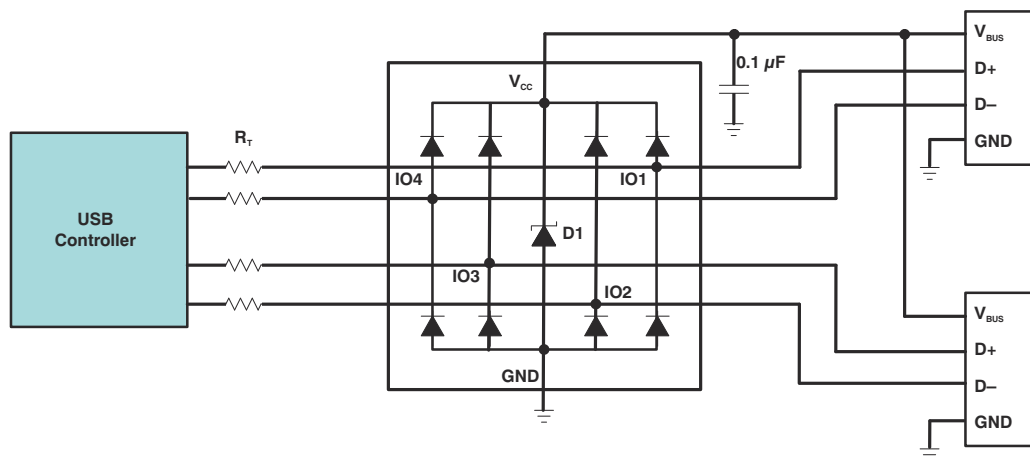 V_BUS
0.1 µF
D+
V_CC
D–
R_T
GND
IO4
IO1
USB
Controller
D1
IO3
IO2
V_BUS
D+
GND
D–
GND